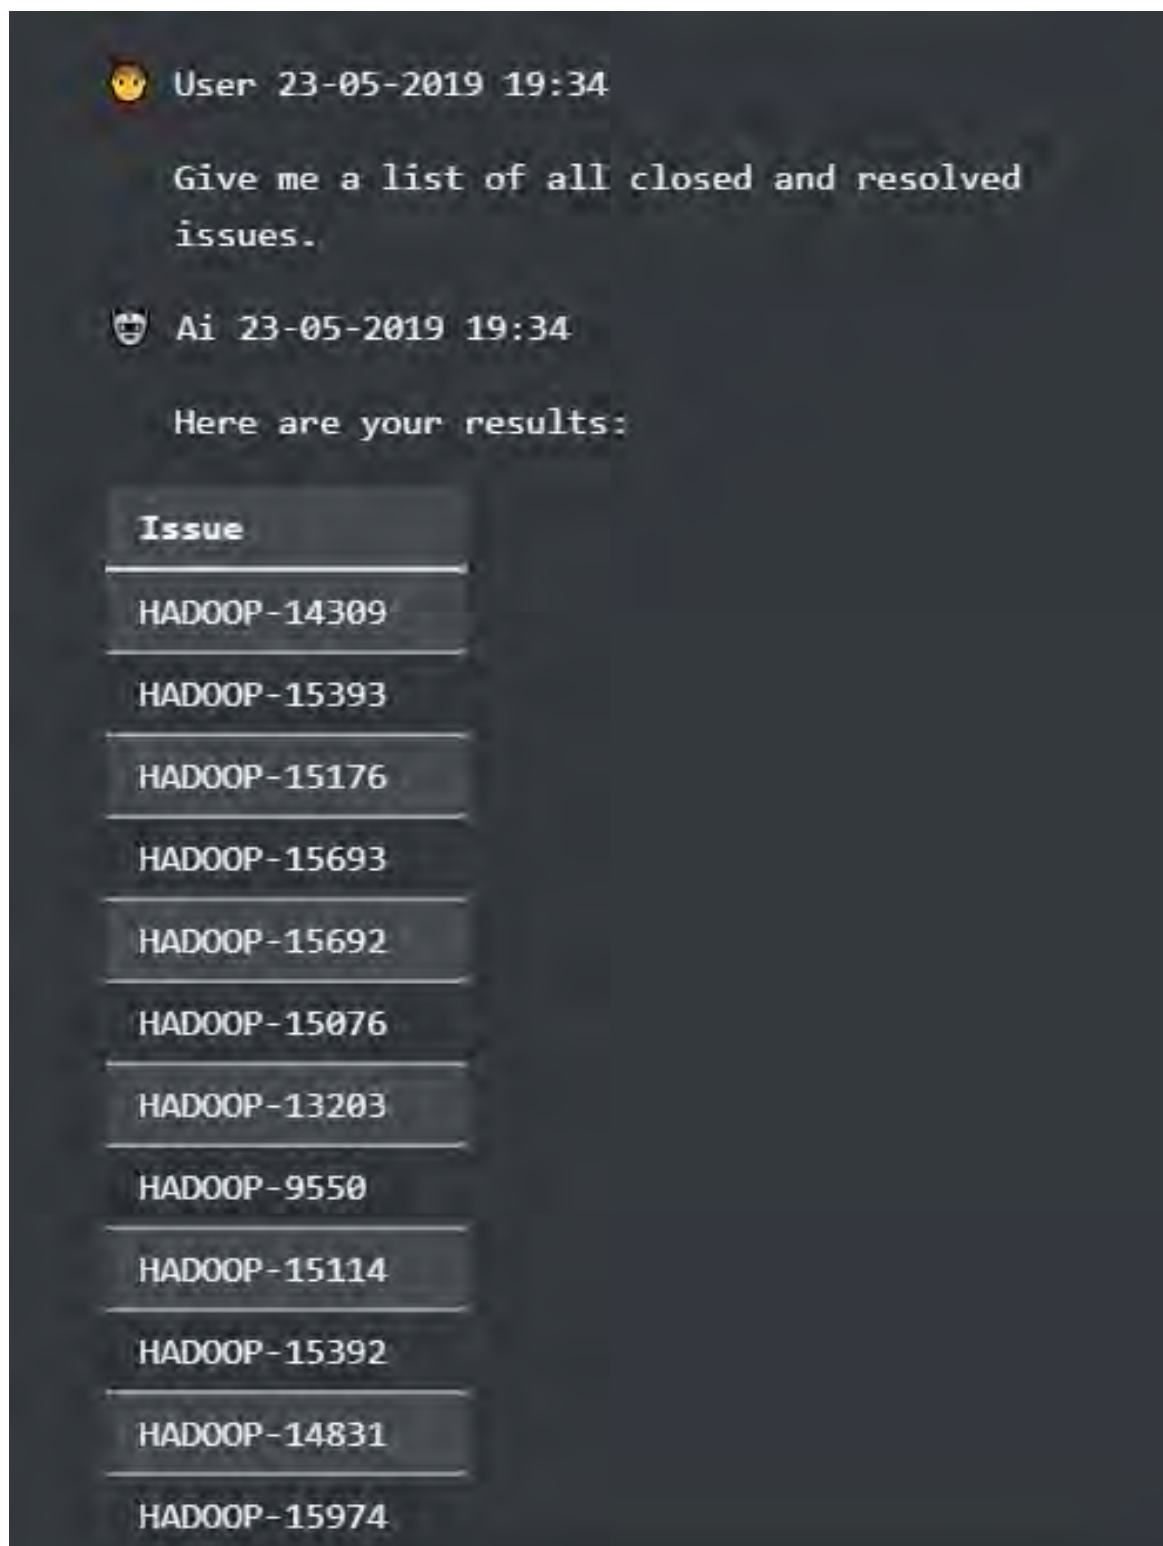 User 23-05-2019 19:34
Give me a list of all closed and resolved
issues.
Ai 23-05-2019 19:34
Here are your results:
Issue
HADOOP-14309
HADOOP-15393
HADOOP-15176
HADOOP-15693
HADOOP-15692
HADOOP-15076
HADOOP-13203
HADOOP-9550
HADOOP-15114
HADOOP-15392
HADOOP-14831
HADOOP-15974